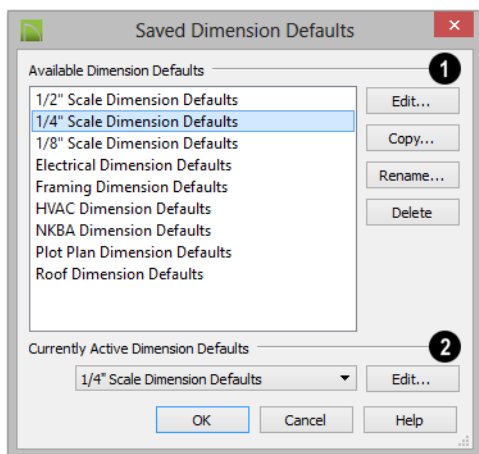 Saved Dimension Defaults
Available Dimension Defaults
1
1/2" Scale Dimension Defaults
Edit...
1/4" Scale Dimension Defaults
1/8" Scale Dimension Defaults
Copy...
Electrical Dimension Defaults
Framing Dimension Defaults
Rename...
HVAC Dimension Defaults
NKBA Dimension Defaults
Delete
Plot Plan Dimension Defaults
Roof Dimension Defaults
Currently Active Dimension Defaults
2
1/4" Scale Dimension Defaults
Edit...
OK
Cancel
Help